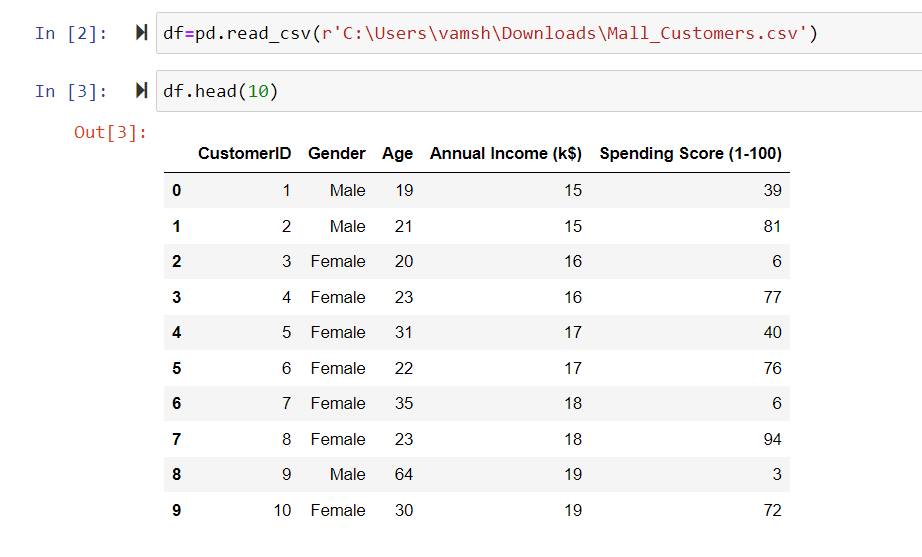 In [2]: df=pd.read_csv(r'C:\Users\vamsh\Downloads\Mall_Customers.csv')
In [3]: df.head(10)
Out[3]:
CustomerID Gender Age Annual Income (k$) Spending Score (1-100)
0 1 Male 19 15 39
1 2 Male 21 15 81
2 3 Female 20 16 6
3 4 Female 23 16 77
4 5 Female 31 17 40
5 6 Female 22 17 76
6 7 Female 35 18 6
7 8 Female 23 18 94
8 9 Male 64 19 3
9 10 Female 30 19 72